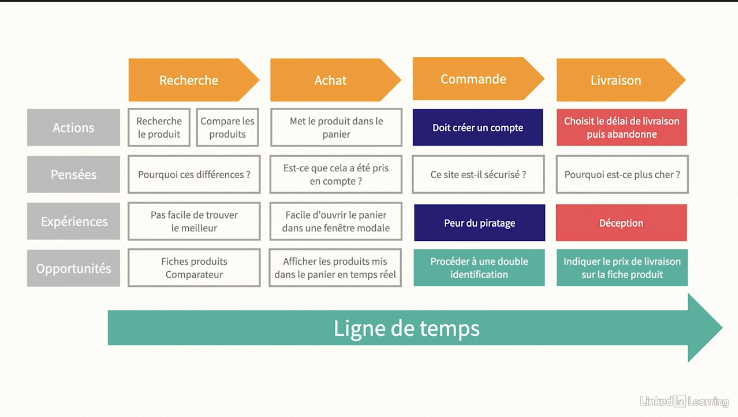 Recherche
Achat
Commande
Livraison
Actions
Recherche
le produit
Compare les
produits
Met le produit dans le
panier
Doit créer un compte
Choisit le délai de livraison
puis abandonne
Pensées
Pourquoi ces différences ?
Est-ce que cela a été pris
en compte ?
Ce site est-il sécurisé ?
Pourquoi est-ce plus cher ?
Expériences
Pas facile de trouver
le meilleur
Facile d'ouvrir le panier
dans une fenêtre modale
Peur du piratage
Déception
Opportunités
Fiches produits
Comparateur
Afficher les produits mis
dans le panier en temps réel
Procéder à une double
identification
Indiquer le prix de livraison
sur la fiche produit
Ligne de temps
Linked in Learning